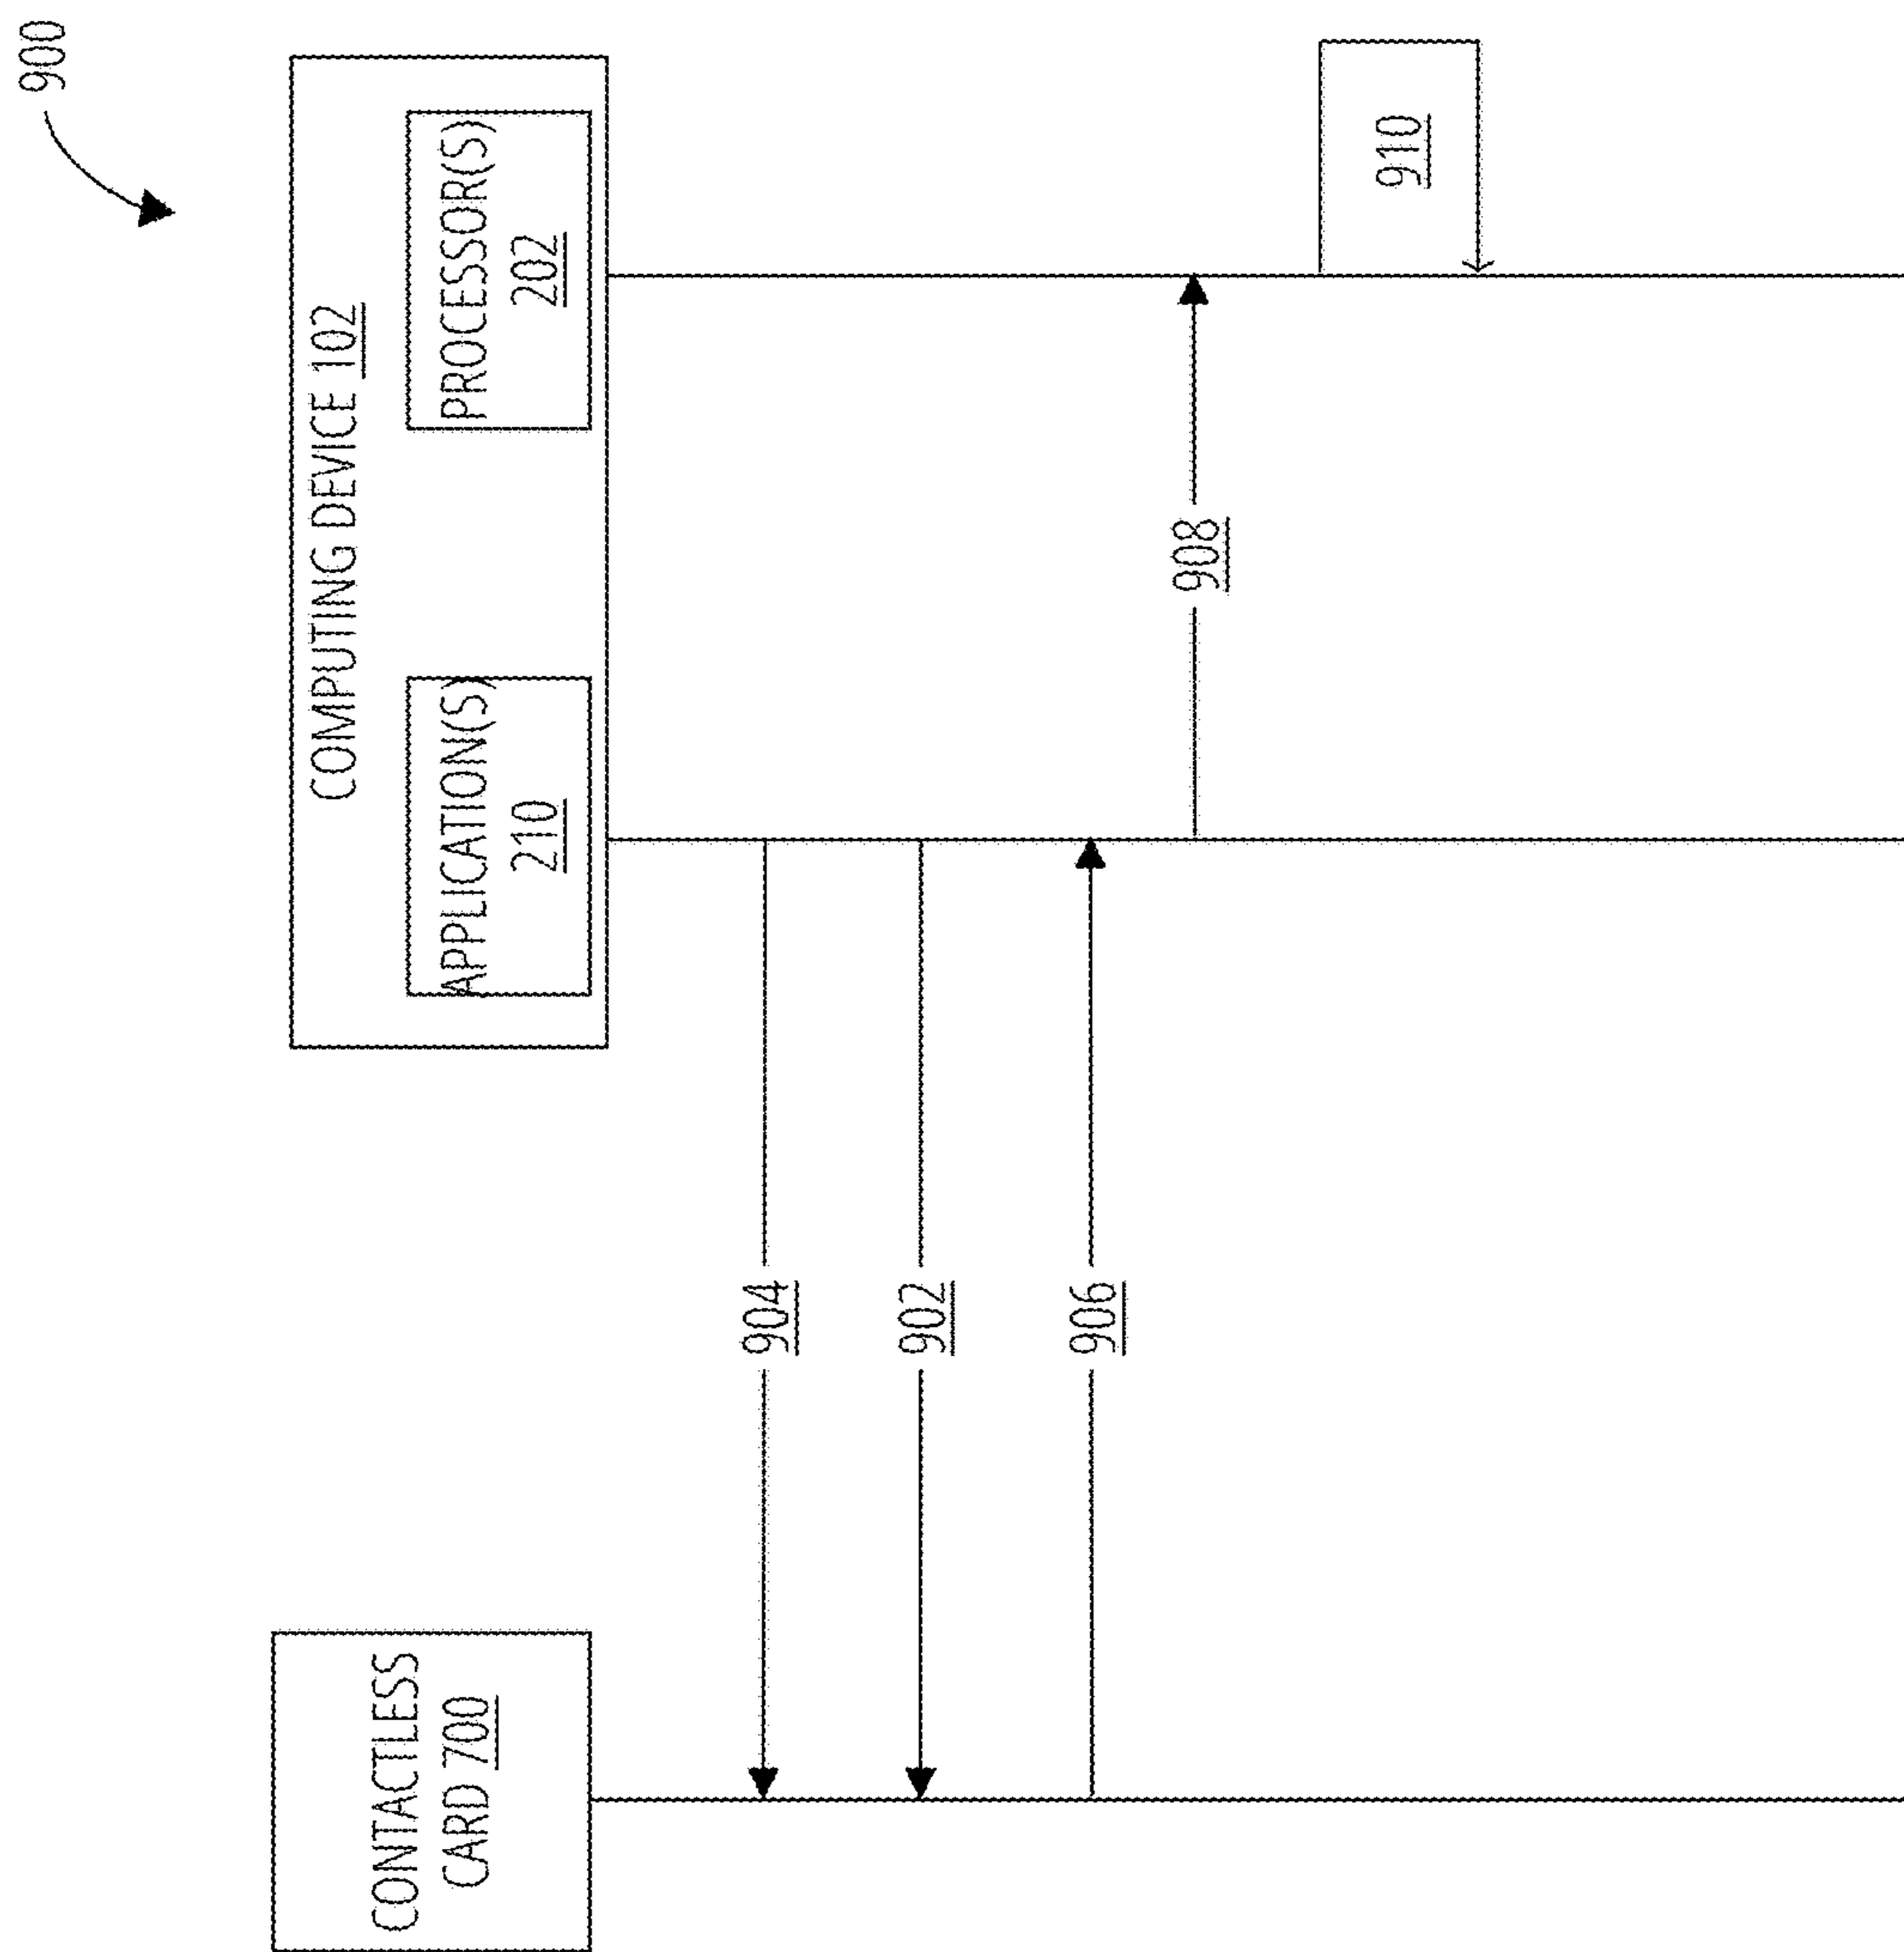 900
CONTACTLESS
CARD 700
COMPUTING DEVICE 102
APPLICATION(S)
210
PROCESSOR(S)
202
904
902
906
908
910